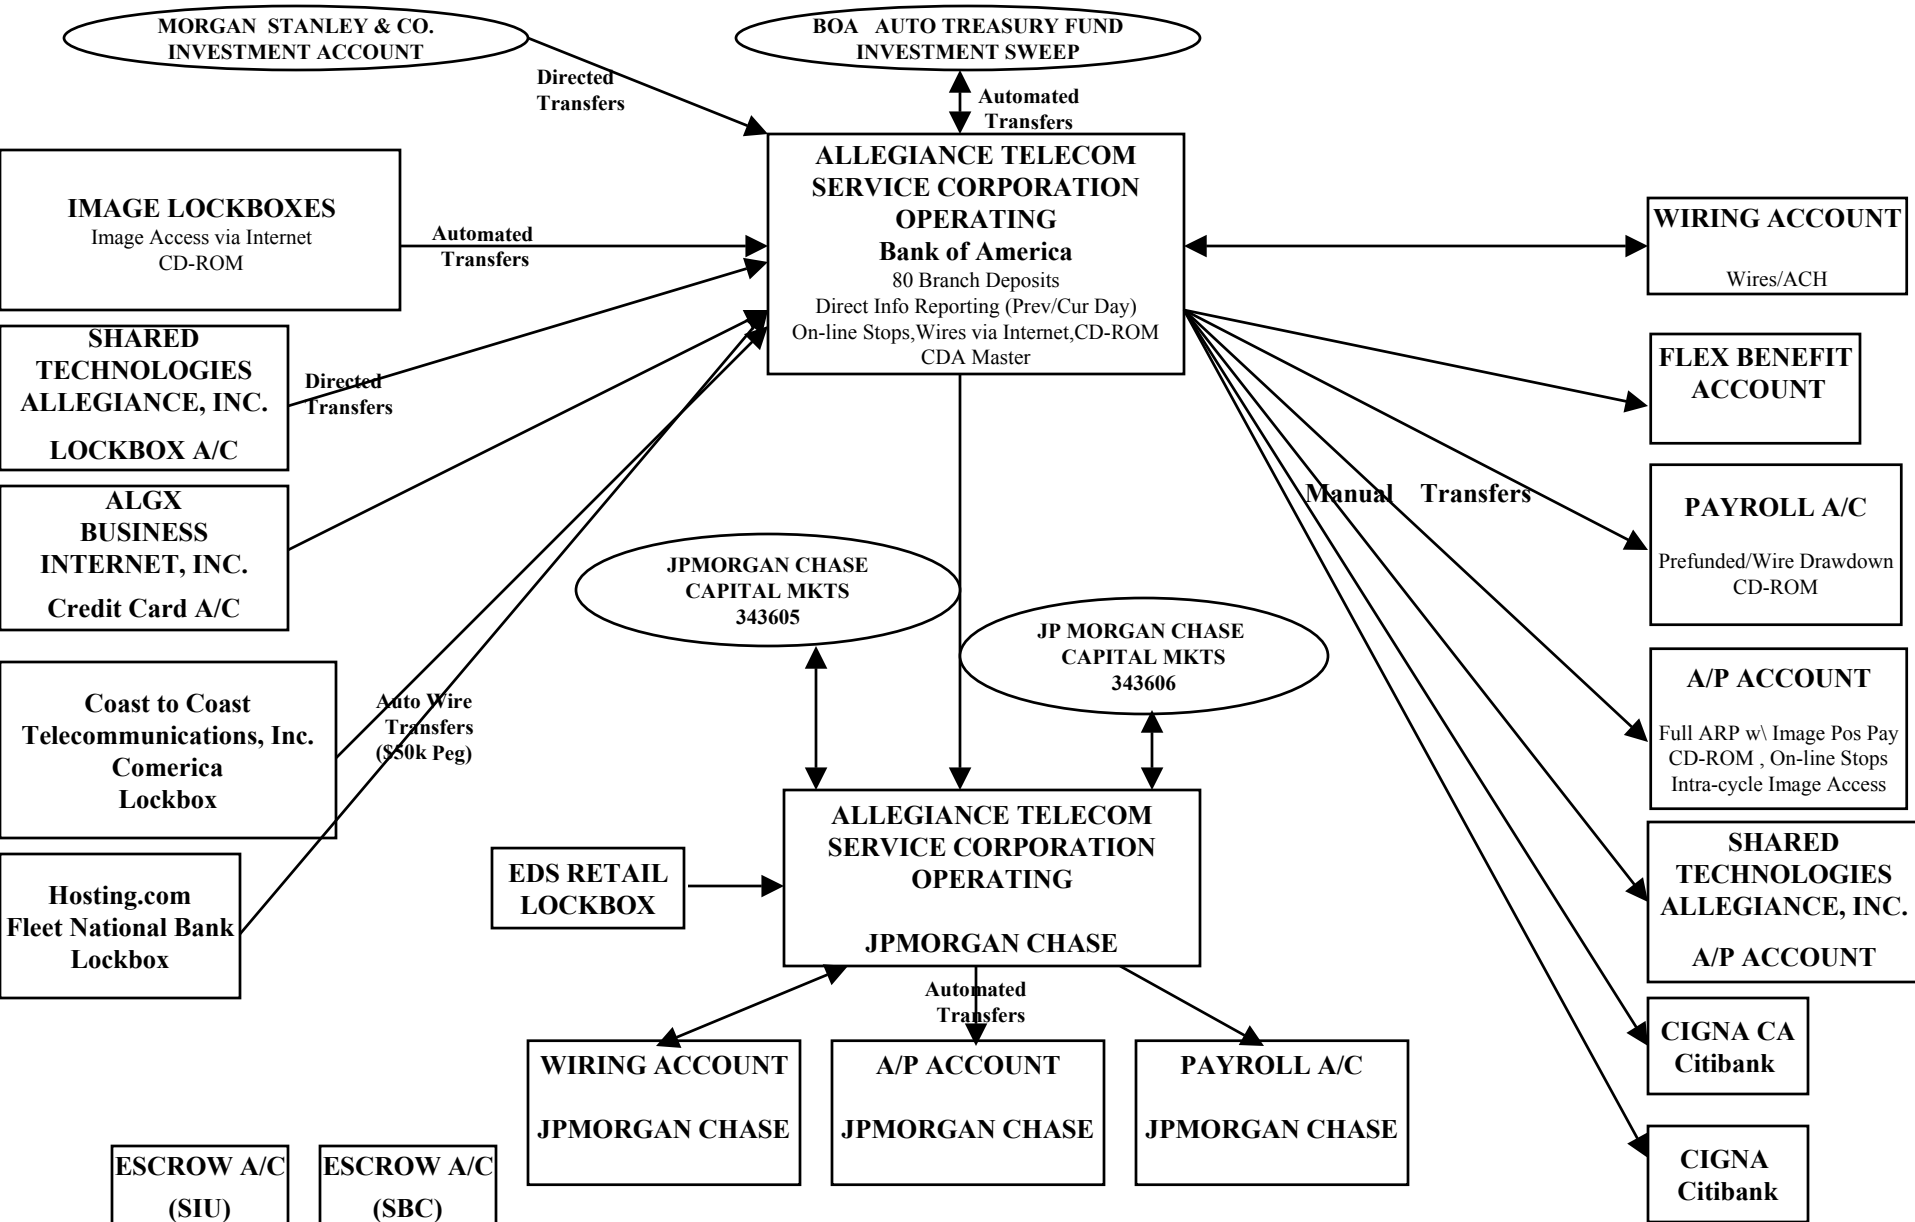 MORGAN STANLEY & CO.
INVESTMENT ACCOUNT
BOA AUTO TREASURY FUND
INVESTMENT SWEEP
Directed
Transfers
Automated
Transfers
ALLEGIANCE TELECOM
SERVICE CORPORATION
OPERATING
Bank of America
80 Branch Deposits
Direct Info Reporting (Prev/Cur Day)
On-line Stops,Wires via Internet,CD-ROM
CDA Master
IMAGE LOCKBOXES
Image Access via Internet
CD-ROM
Automated
Transfers
SHARED
TECHNOLOGIES
ALLEGIANCE, INC.
LOCKBOX A/C
Directed
Transfers
ALGX
BUSINESS
INTERNET, INC.
Credit Card A/C
Coast to Coast
Telecommunications, Inc.
Comerica
Lockbox
Auto Wire
Transfers
($50k Peg)
Hosting.com
Fleet National Bank
Lockbox
WIRING ACCOUNT
Wires/ACH
FLEX BENEFIT
ACCOUNT
Manual Transfers
PAYROLL A/C
Prefunded/Wire Drawdown
CD-ROM
A/P ACCOUNT
Full ARP w\ Image Pos Pay
CD-ROM , On-line Stops
Intra-cycle Image Access
SHARED
TECHNOLOGIES
ALLEGIANCE, INC.
A/P ACCOUNT
CIGNA CA
Citibank
CIGNA
Citibank
JPMORGAN CHASE
CAPITAL MKTS
343605
JP MORGAN CHASE
CAPITAL MKTS
343606
EDS RETAIL
LOCKBOX
ALLEGIANCE TELECOM
SERVICE CORPORATION
OPERATING
JPMORGAN CHASE
Automated
Transfers
WIRING ACCOUNT
JPMORGAN CHASE
A/P ACCOUNT
JPMORGAN CHASE
PAYROLL A/C
JPMORGAN CHASE
ESCROW A/C
(SIU)
ESCROW A/C
(SBC)